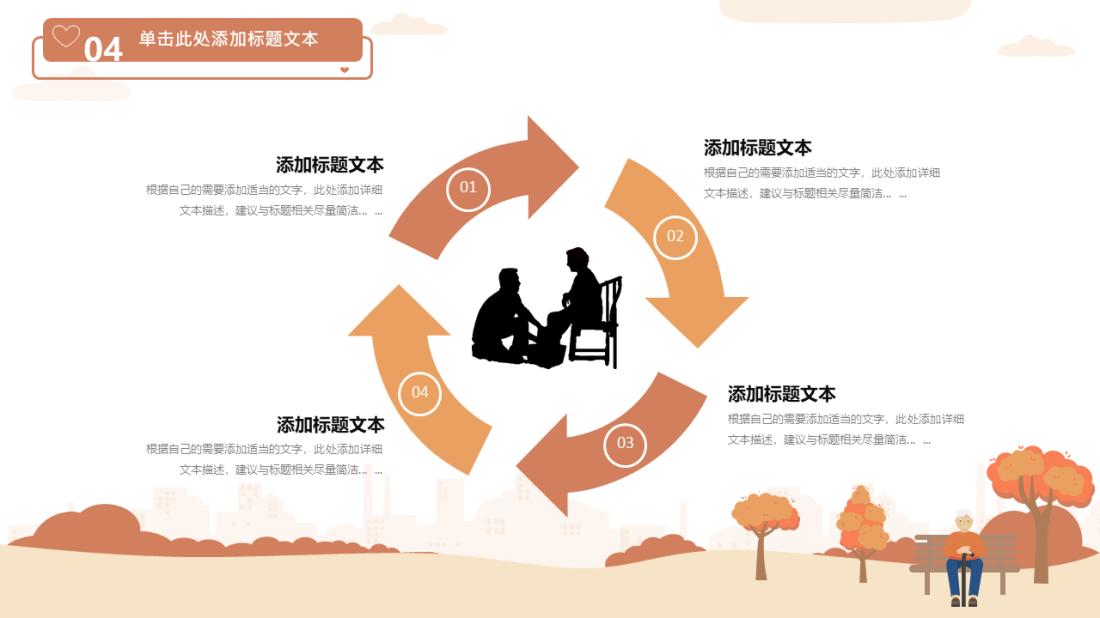 04
单击此处添加标题文本
01
添加标题文本
根据自己的需要添加适当的文字，此处添加详细
文本描述，建议与标题相关尽量简洁... ...
02
添加标题文本
根据自己的需要添加适当的文字，此处添加详细
文本描述，建议与标题相关尽量简洁... ...
03
添加标题文本
根据自己的需要添加适当的文字，此处添加详细
文本描述，建议与标题相关尽量简洁... ...
04
添加标题文本
根据自己的需要添加适当的文字，此处添加详细
文本描述，建议与标题相关尽量简洁... ...